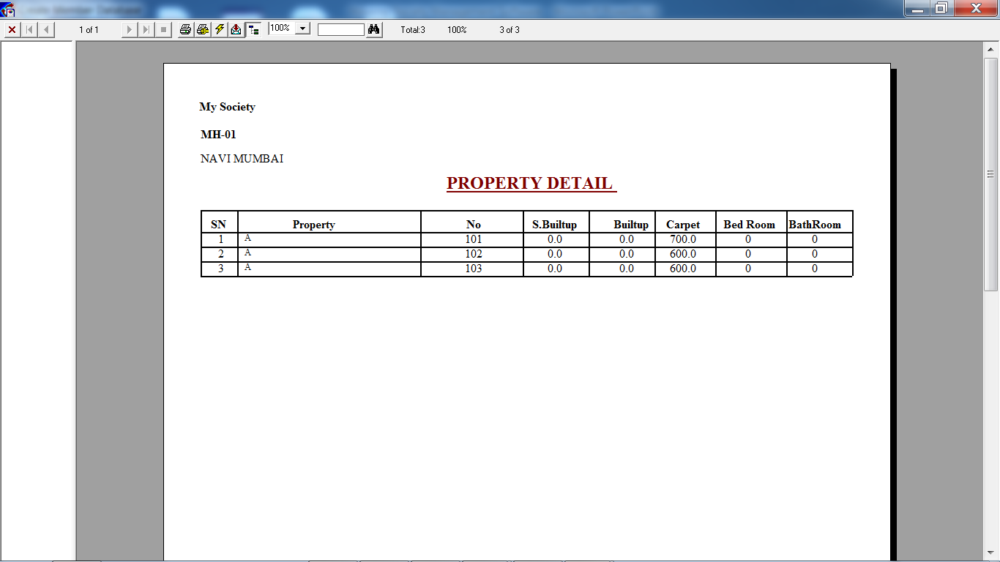 1 of 1 100% Total:3 100% 3 of 3
My Society
MH-01
NAVI MUMBAI
PROPERTY DETAIL
SN Property No S.Builtup Builtup Carpet Bed Room BathRoom
1 A 101 0.0 0.0 700.0 0 0
2 A 102 0.0 0.0 600.0 0 0
3 A 103 0.0 0.0 600.0 0 0